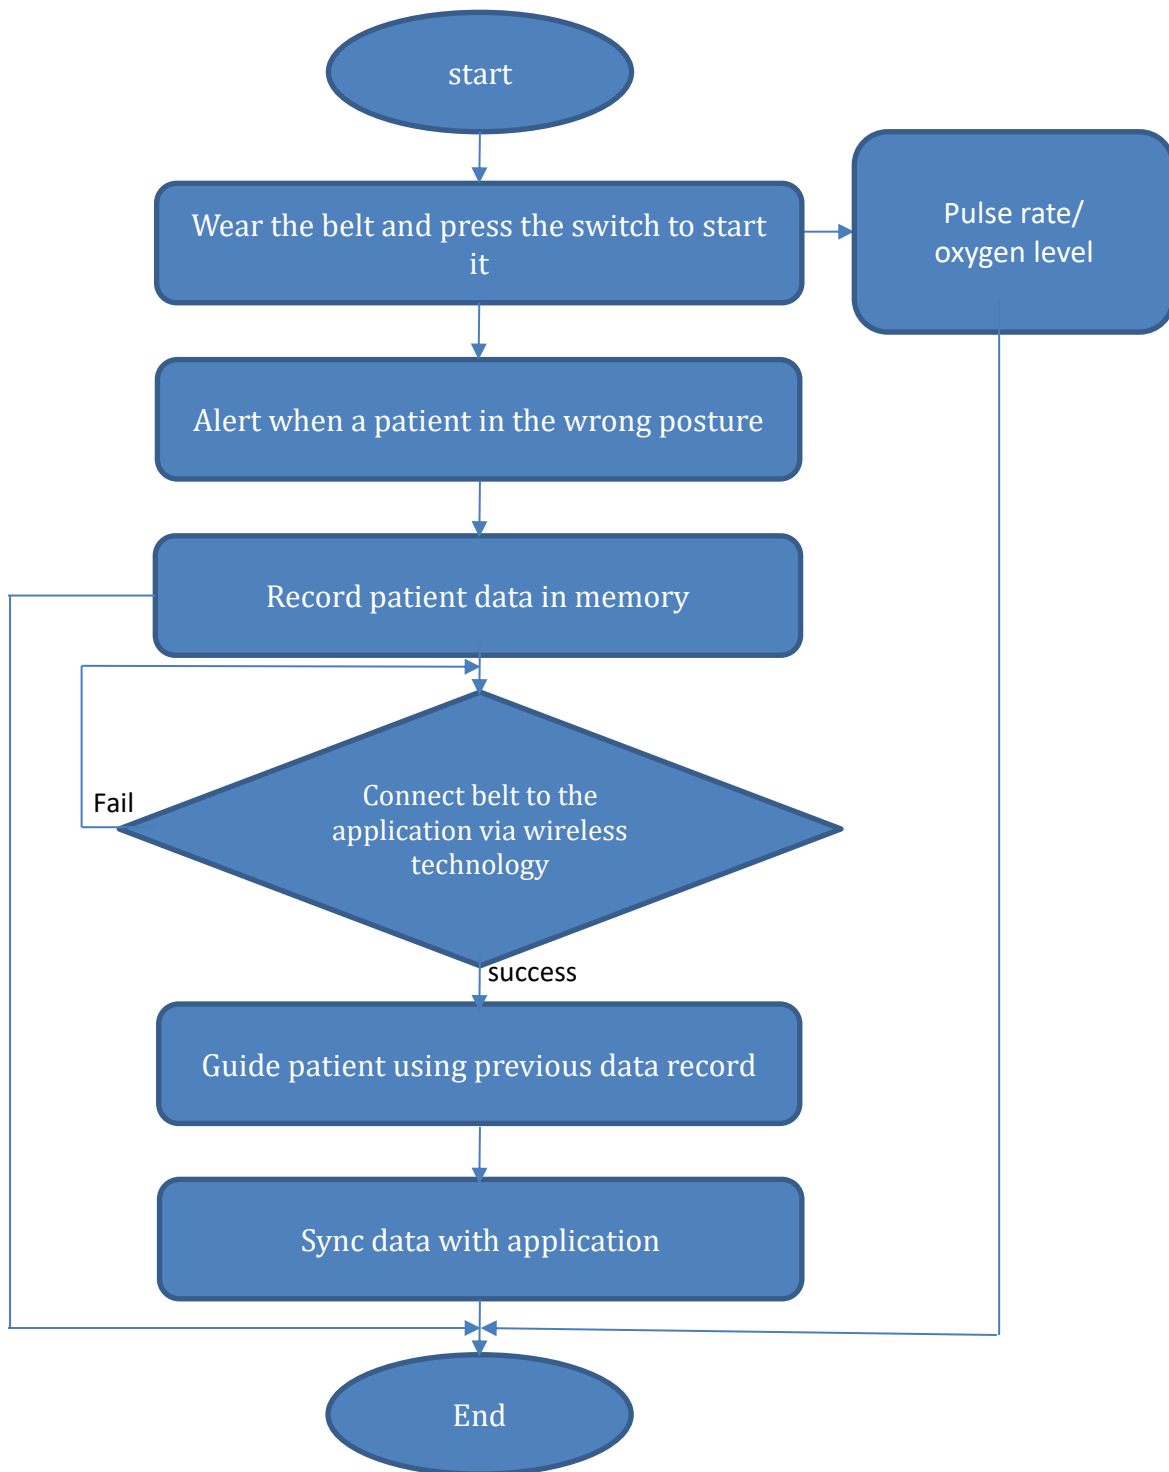 start
Wear the belt and press the switch to start
it
Pulse rate/
oxygen level
Alert when a patient in the wrong posture
Record patient data in memory
Fail
Connect belt to the
application via wireless
technology
success
Guide patient using previous data record
Sync data with application
End